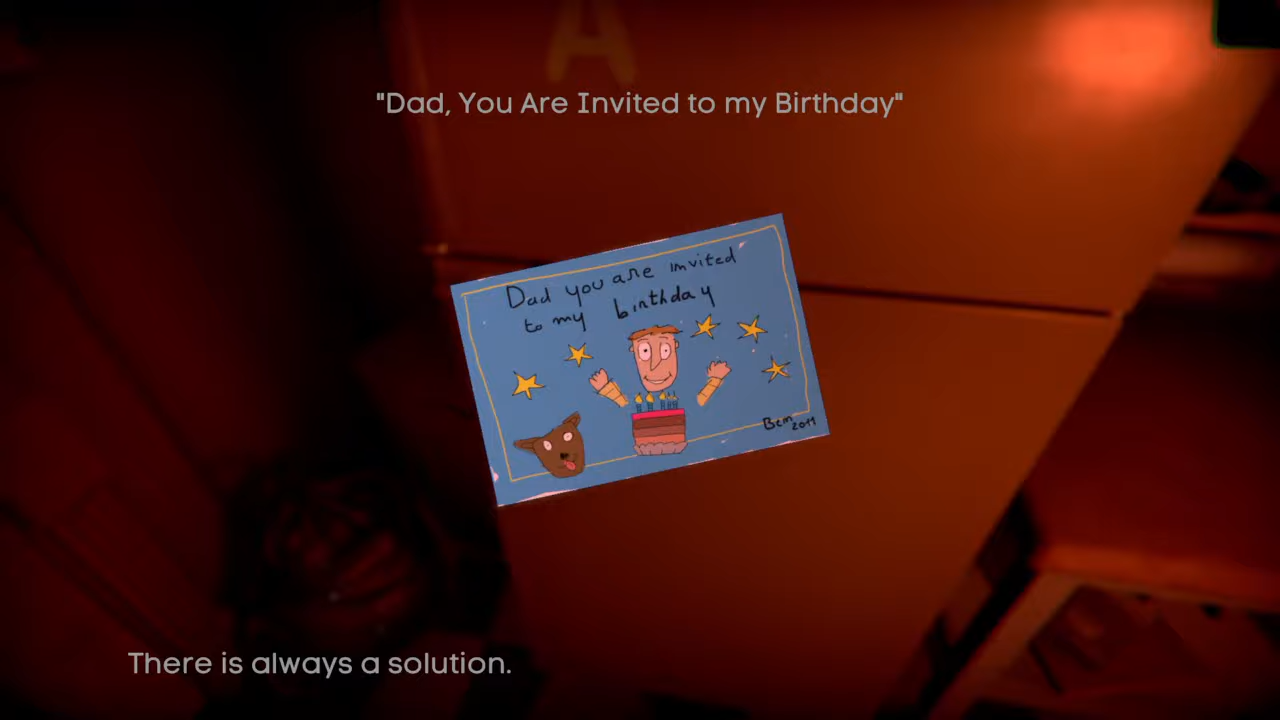 A
"Dad, You Are Invited to my Birthday"
Dad you are invited
to my birthday
Bem
2011
There is always a solution.